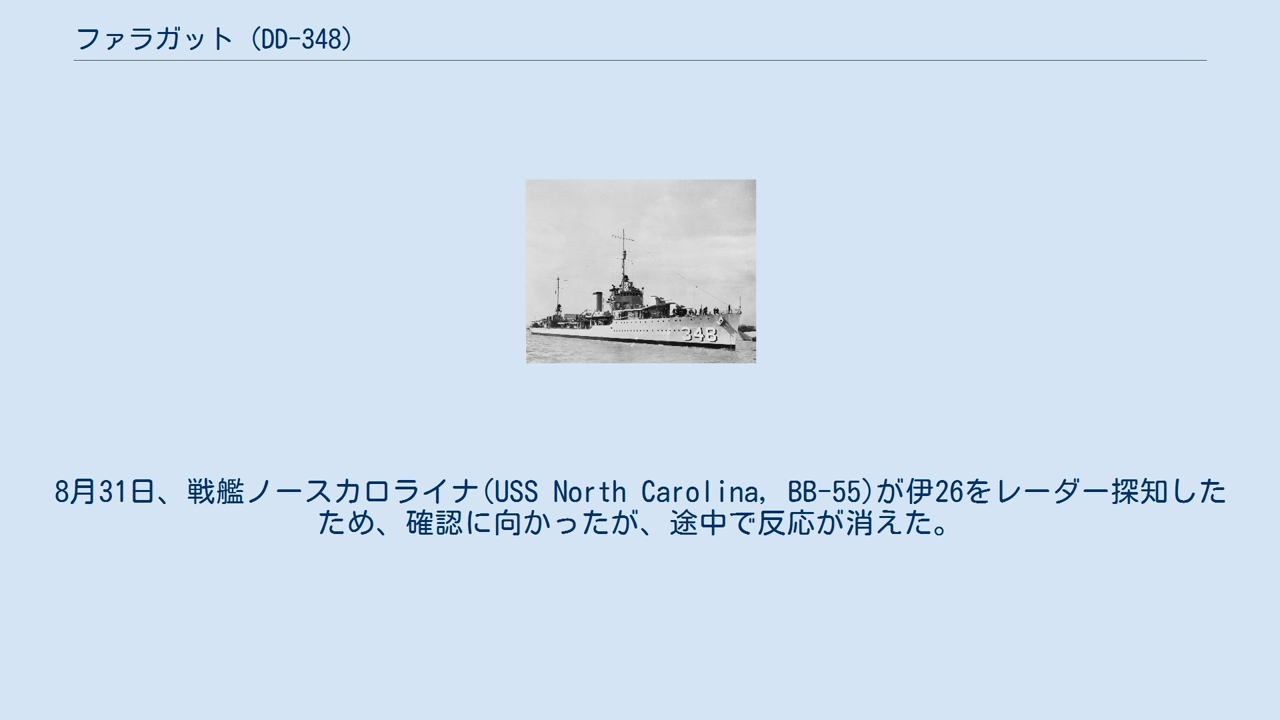 ファラガット (DD-348)
348
8月31日、戦艦ノースカロライナ(USS North Carolina, BB-55)が伊26をレーダー探知した
ため、確認に向かったが、途中で反応が消えた。